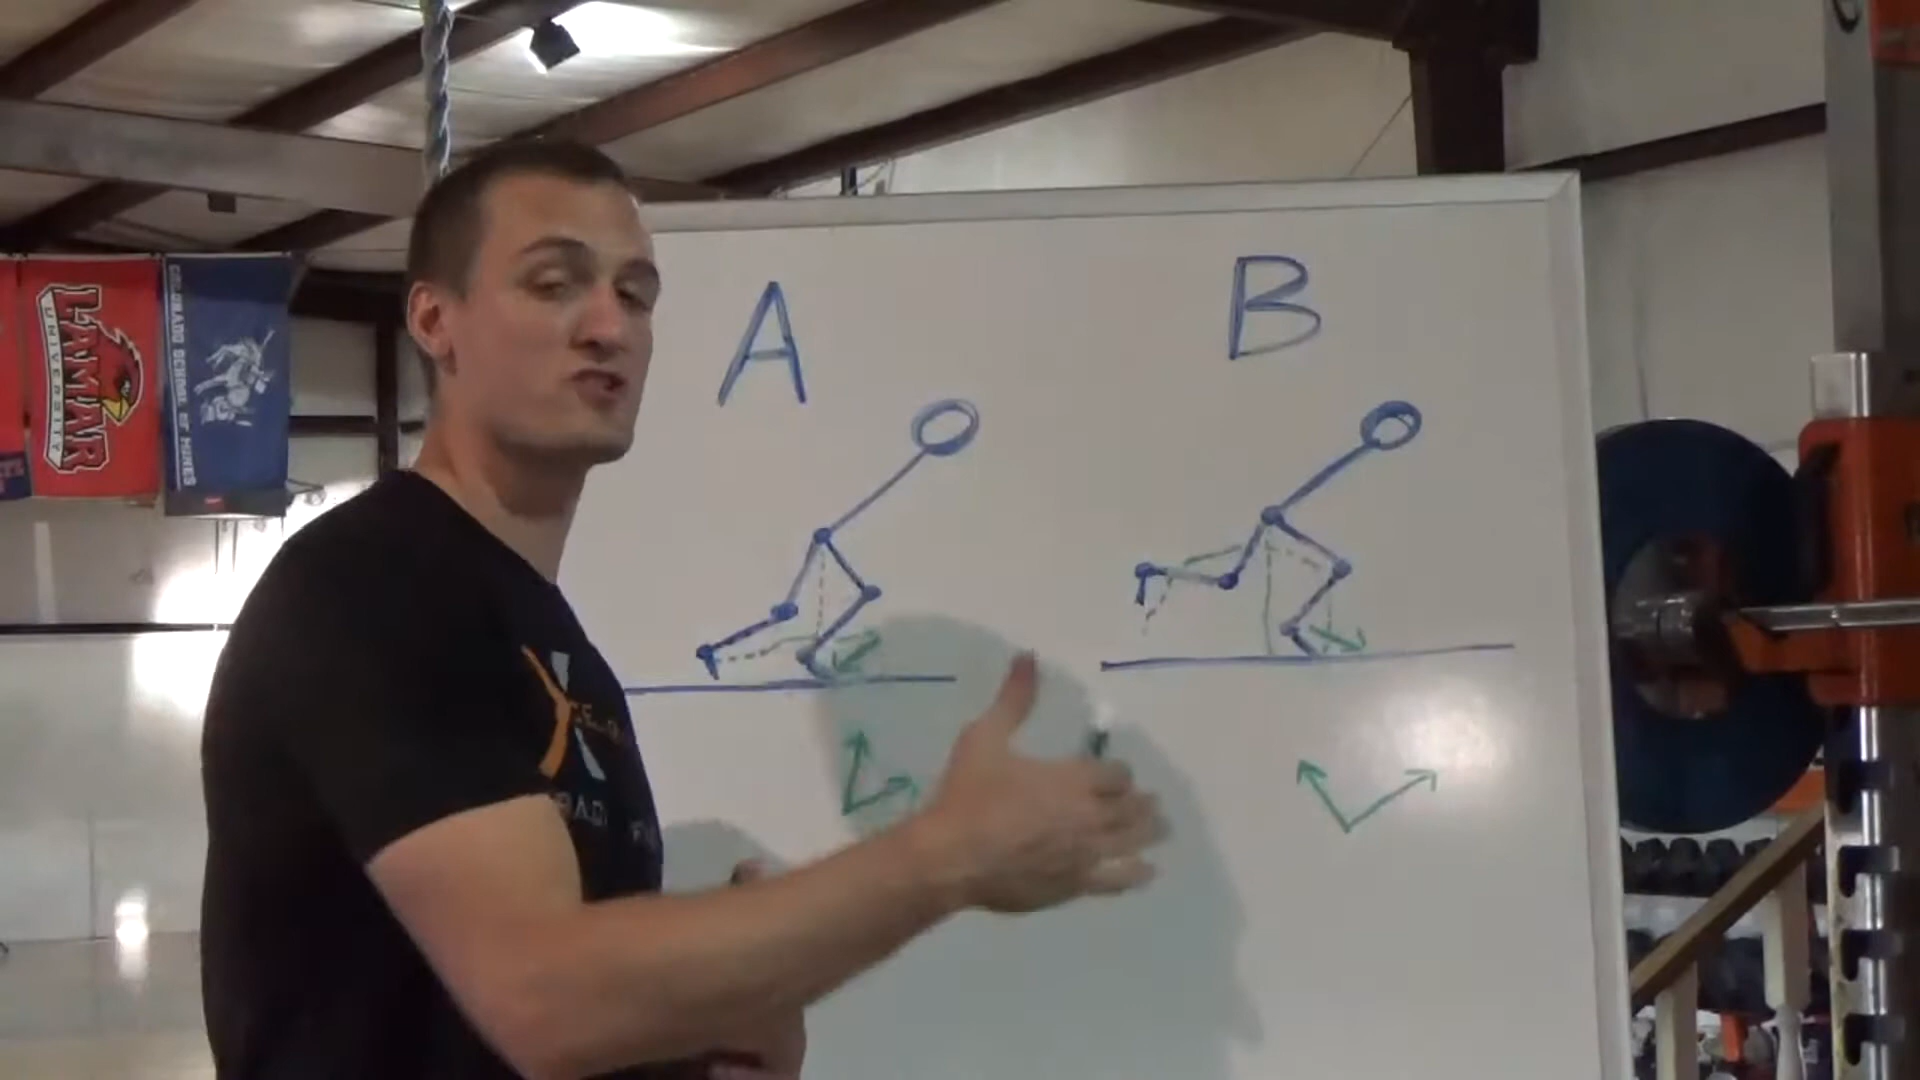 LAMAR
UNIVERSITY
COLORADO SCHOOL OF MINES
A
B